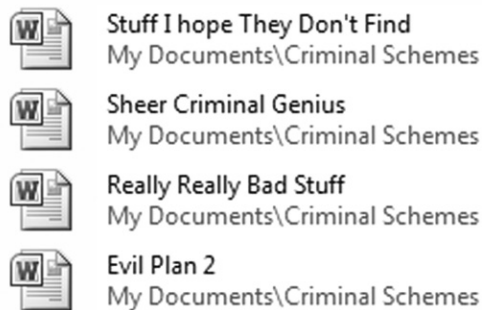 Stuff I hope They Don't Find
My Documents\Criminal Schemes
Sheer Criminal Genius
My Documents\Criminal Schemes
Really Really Bad Stuff
My Documents\Criminal Schemes
Evil Plan 2
My Documents\Criminal Schemes